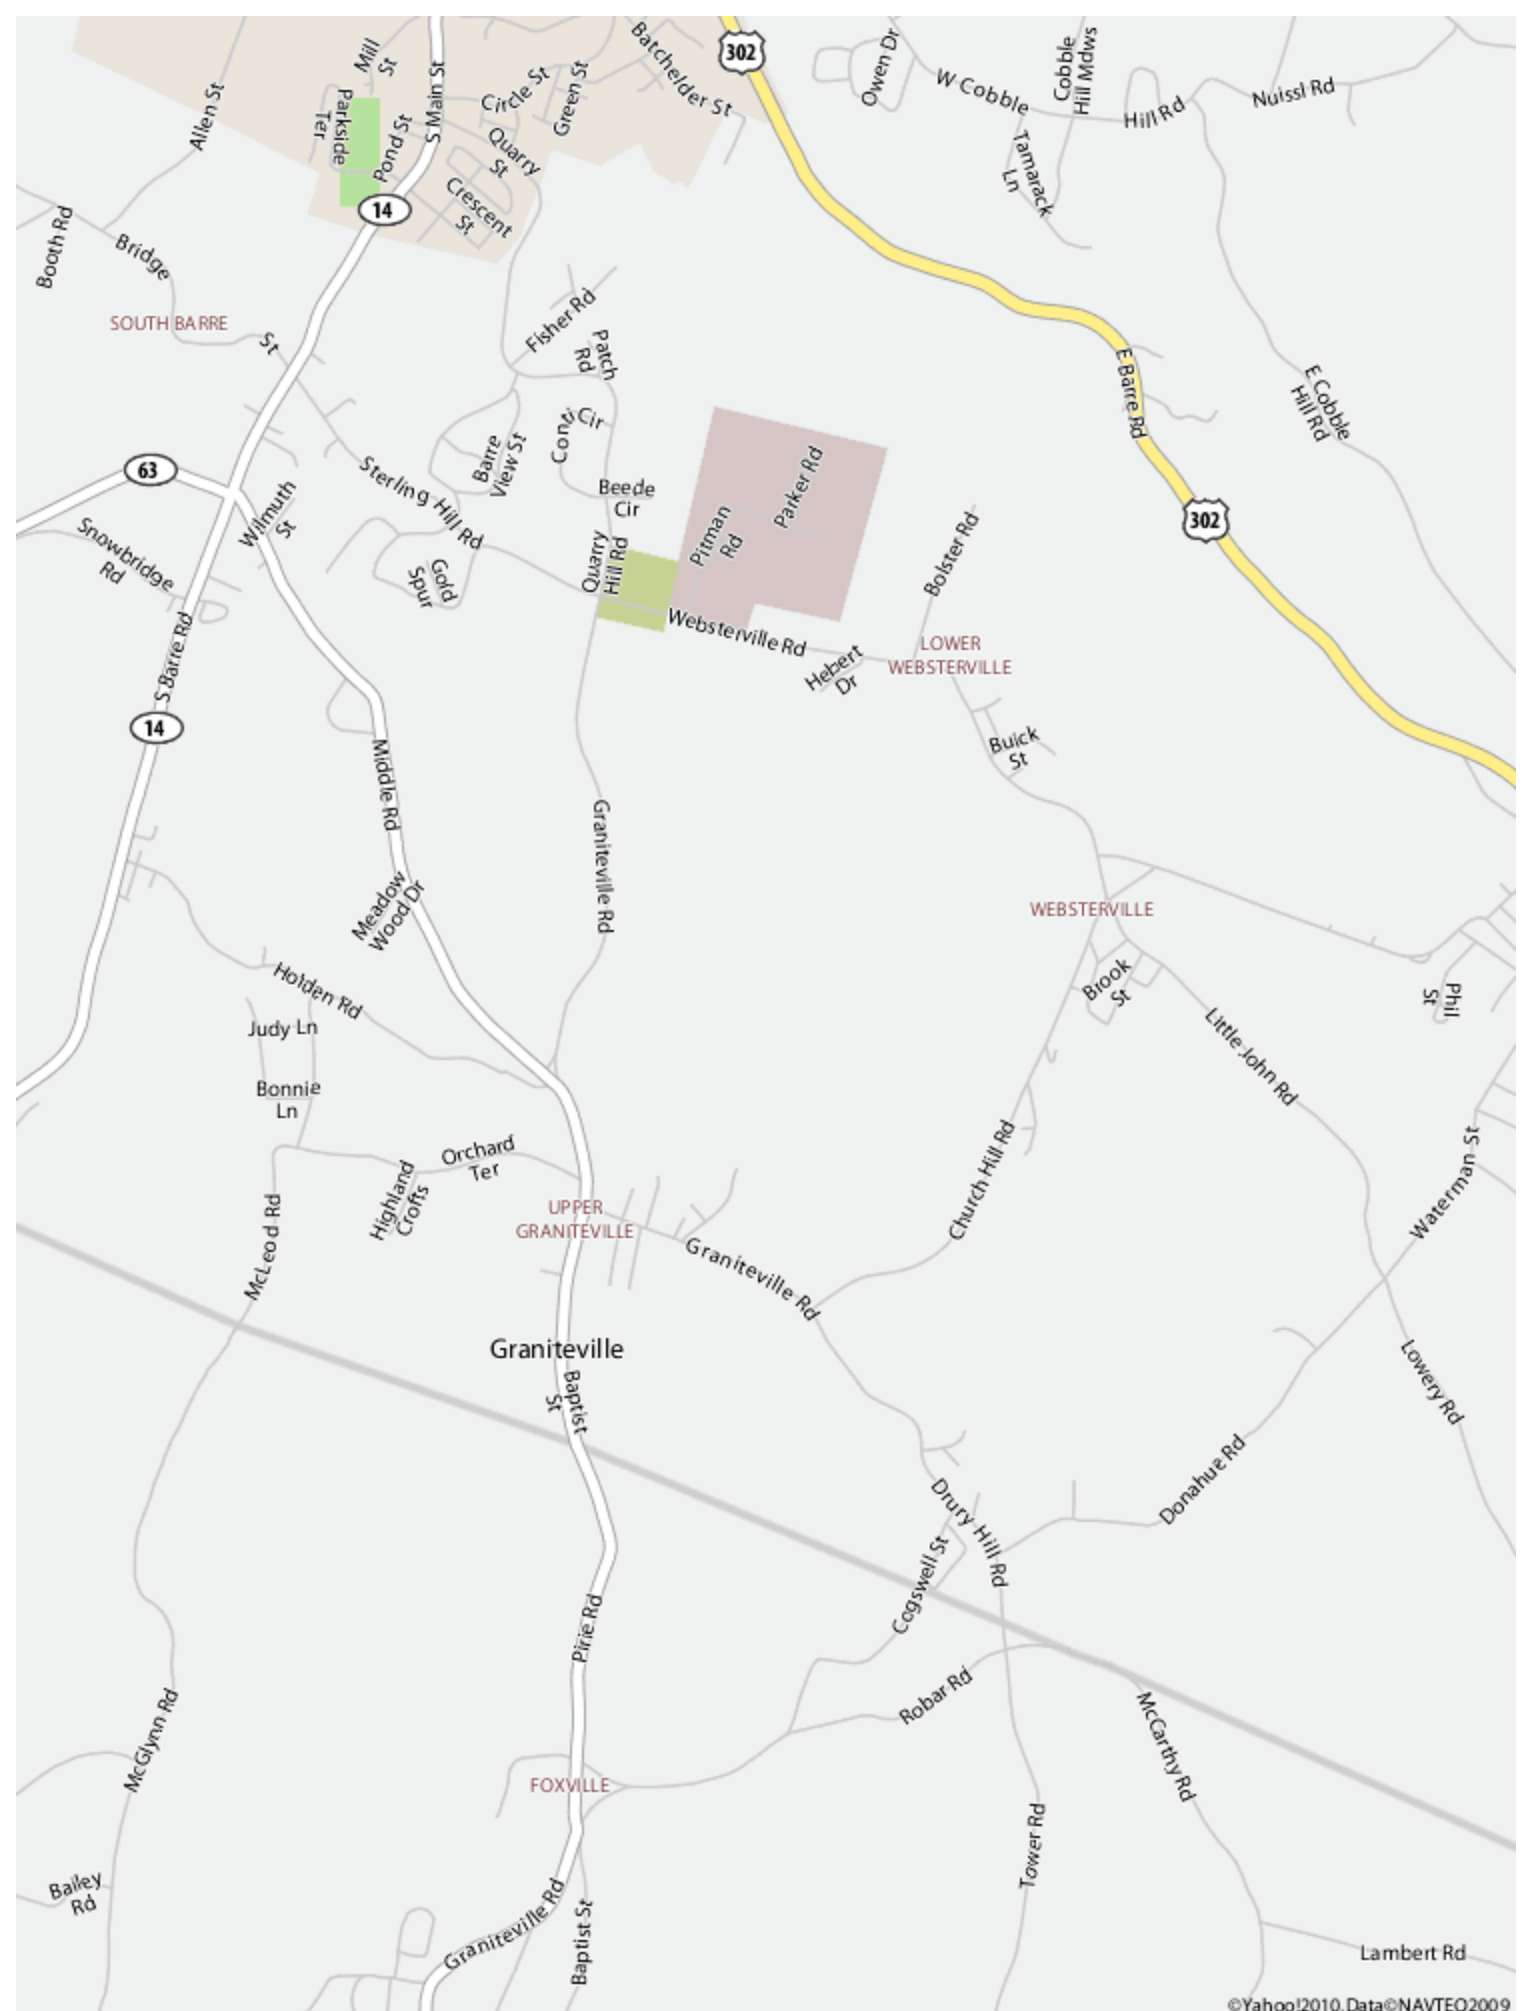 302
Owen Dr
W Cobble
Hill Rd
Cobble
Hill Mdws
Nuissl Rd
Tamarack
Ln
Mill
St
S Main St
Circle St
Green St
Batchelder St
Allen St
Parkside
Ter
Pond St
Quarry
St
Crescent
St
14
Booth Rd
Bridge
St
SOUTH BARRE
Fisher Rd
Patch
Rd
E Barre Rd
E Cobble
Hill Rd
Conti Cir
Barre
View St
63
Sterling Hill Rd
Beede
Cir
Parker Rd
Pitman
Rd
302
Wilmuth
St
Snowbridge
Rd
Gold
Spur
Quarry
Hill Rd
Bolster Rd
Websterville Rd
Hebert
Dr
LOWER
WEBSTERVILLE
S Barre Rd
14
Buick
St
Middle Rd
Graniteville Rd
Meadow
Wood Dr
WEBSTERVILLE
Holden Rd
Brook
St
Phil
St
Judy Ln
Little John Rd
Bonnie
Ln
Orchard
Ter
Highland
Crofts
Church Hill Rd
Waterman St
McLeod Rd
UPPER
GRANITEVILLE
Graniteville Rd
Graniteville
Baptist
St
Lowery Rd
Donahue Rd
Drury Hill Rd
Cogswell St
Pirie Rd
Robar Rd
McGlynn Rd
McCarthy Rd
FOXVILLE
Tower Rd
Bailey
Rd
Graniteville Rd
Baptist St
Lambert Rd
©Yahoo!2010,Data©NAVTEQ2009